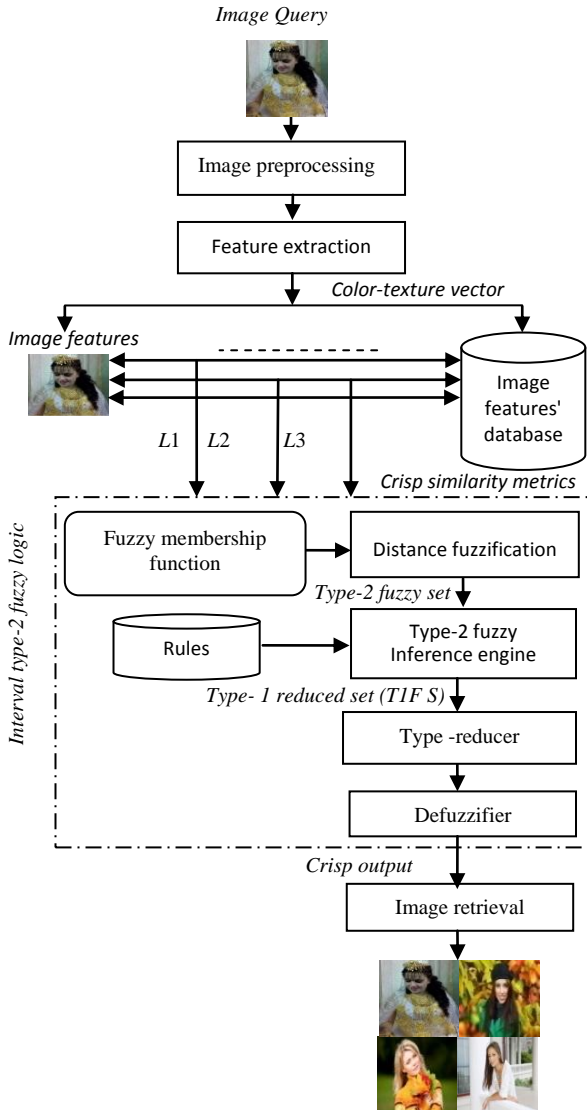 Image Query
Image preprocessing
Feature extraction
Color-texture vector
Image features
Image
features'
database
L1 L2 L3
Crisp similarity metrics
Interval type-2 fuzzy logic
Fuzzy membership
function
Distance fuzzification
Type-2 fuzzy set
Rules
Type-2 fuzzy
Inference engine
Type- 1 reduced set (T1F S)
Type -reducer
Defuzzifier
Crisp output
Image retrieval